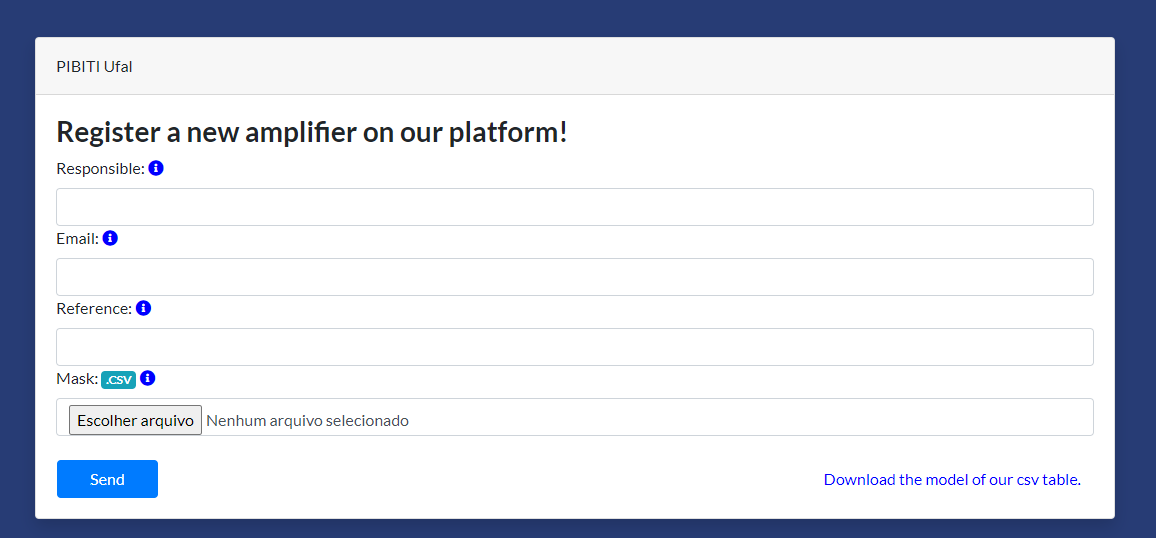 PIBITI Ufal
Register a new amplifier on our platform!
Responsible:
Email:
Reference:
Mask: .CSV
Escolher arquivo Nenhum arquivo selecionado
Send Download the model of our csv table.